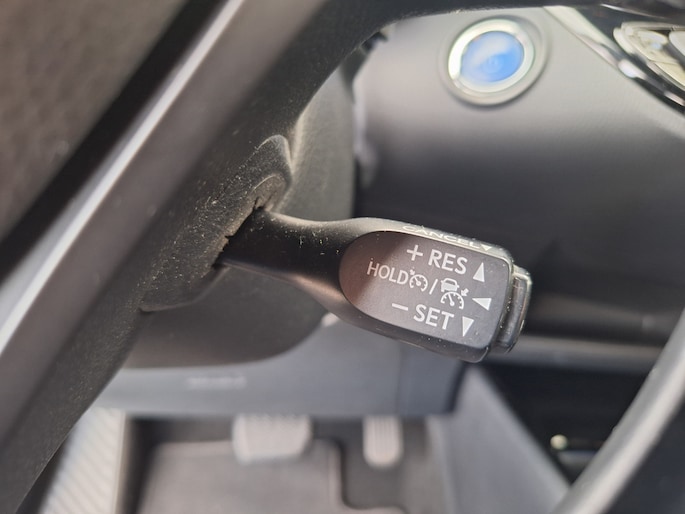 CANCEL▼
+ RES ▲
HOLD / ◀
− SET ▼